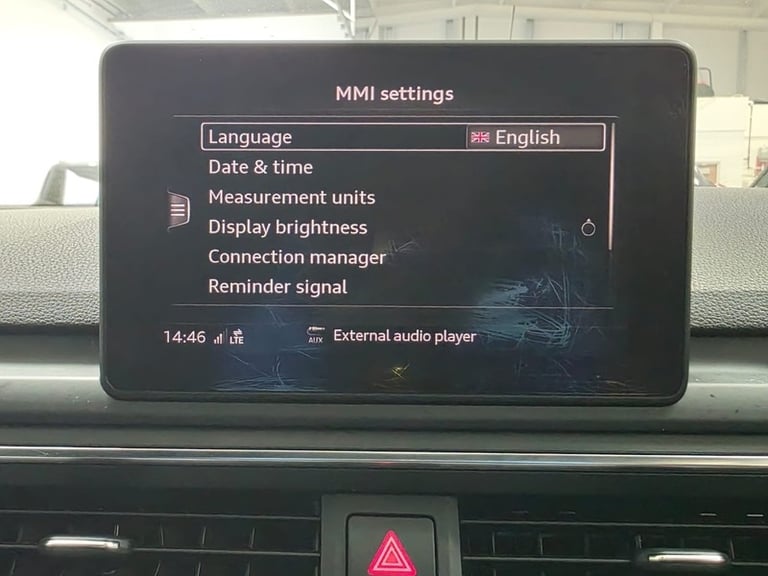 MMI settings
Language English
Date & time
Measurement units
Display brightness
Connection manager
Reminder signal
14:46 LTE AUX External audio player